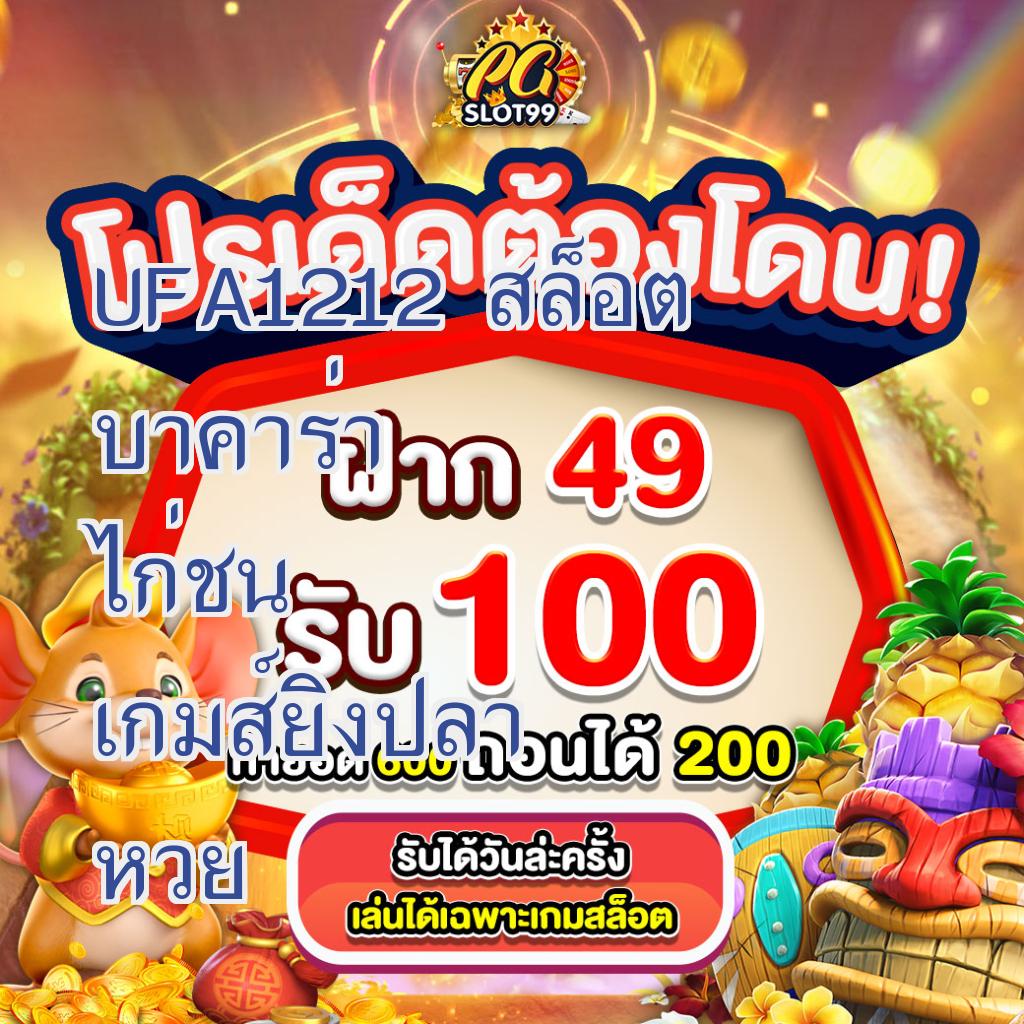 PG
SLOT99
โปรเด็ดต้องโดน!
UFA1212 สล็อต
บาคาร่า
ฝาก 49
ไก่ชน
รับ 100
เกมส์ยิงปลา
ถอนได้ 200
หวย
รับได้วันล่ะครั้ง
เล่นได้เฉพาะเกมสล็อต